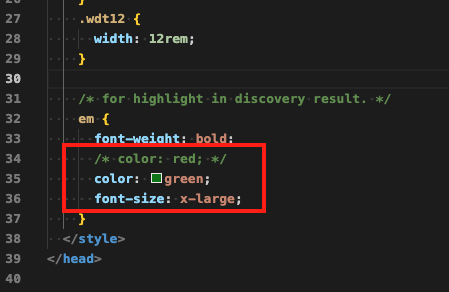 26 }
27 .wdt12 {
28 width: 12rem;
29 }
30
31 /* for highlight in discovery result. */
32 em {
33 font-weight: bold;
34 /* color: red; */
35 color: green;
36 font-size: x-large;
37 }
38 </style>
39 </head>
40